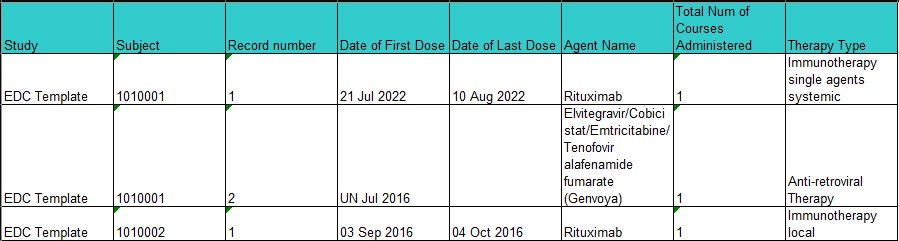 Study Subject Record number Date of First Dose Date of Last Dose Agent Name Total Num of Courses Administered Therapy Type
EDC Template 1010001 1 21 Jul 2022 10 Aug 2022 Rituximab 1 Immunotherapy single agents systemic
EDC Template 1010001 2 UN Jul 2016 Elvitegravir/Cobicistat/Emtricitabine/Tenofovir alafenamide fumarate (Genvoya) 1 Anti-retroviral Therapy
EDC Template 1010002 1 03 Sep 2016 04 Oct 2016 Rituximab 1 Immunotherapy local